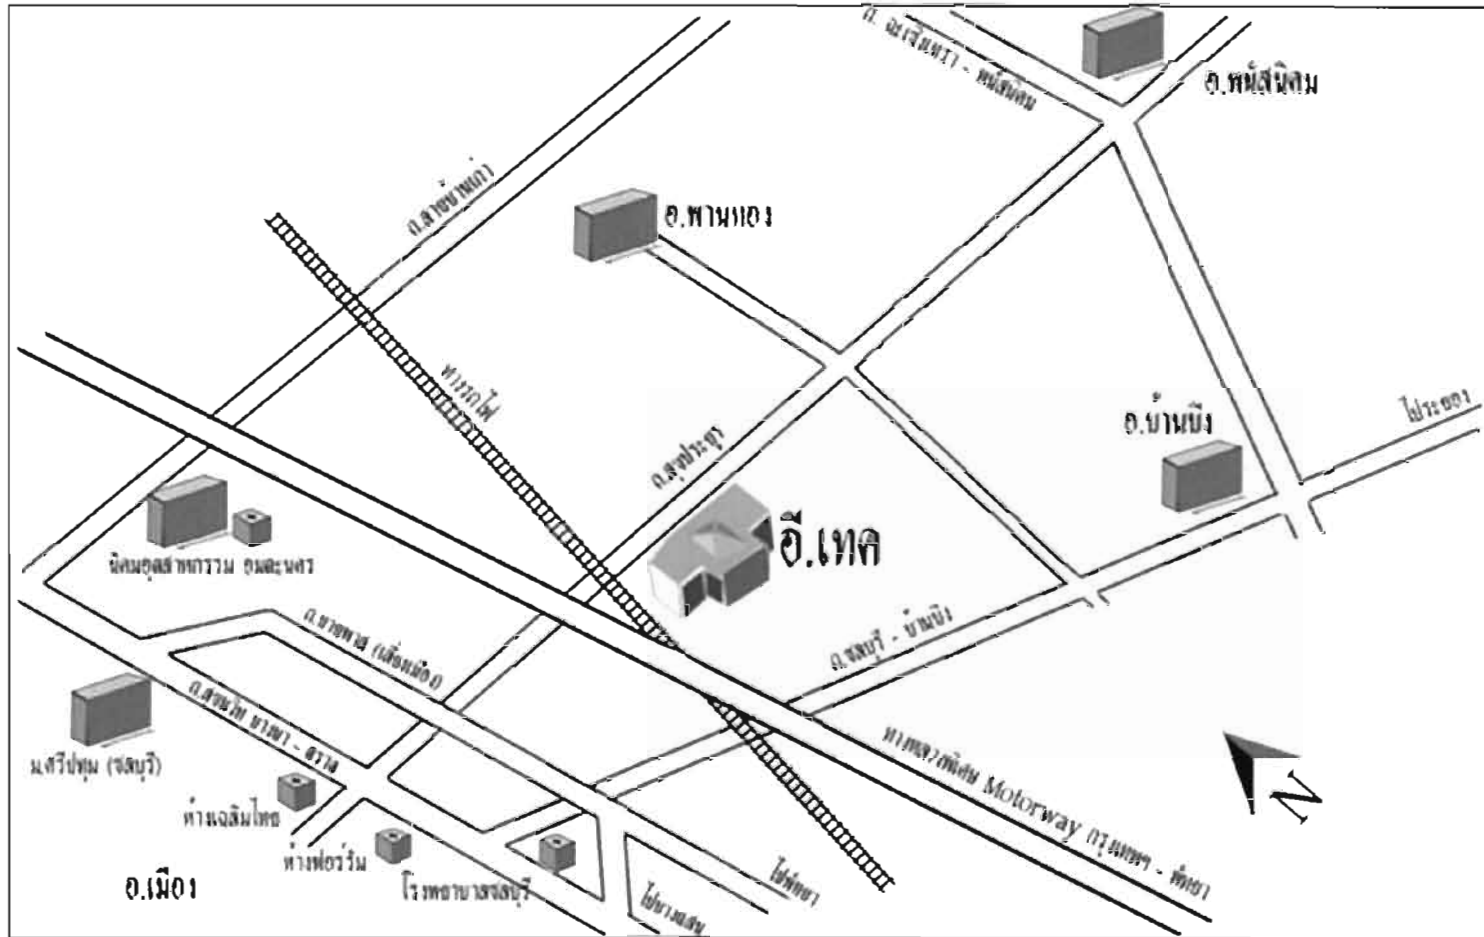 ถ. ฉะเชิงเทรา - พนัสนิคม
อ.พนัสนิคม
ถ.สายบ้านเก่า
อ.พานทอง
ทางรถไฟ
ถ.สุขประยูร
อ.บ้านบึง
ไประยอง
อี.เทค
นิคมอุตสาหกรรม อมตะนคร
ถ.บายพาส (เลี่ยงเมือง)
ถ.ชลบุรี - บ้านบึง
ม.ศรีปทุม (ชลบุรี)
ถ.สุขุมวิท บางนา - ตราด
ทางหลวงพิเศษ Motorway กรุงเทพฯ - พัทยา
N
ห้างเฉลิมไทย
ห้างฟอร์รั่ม
โรงพยาบาลชลบุรี
อ.เมือง
ไปพัทยา
ไปบางแสน